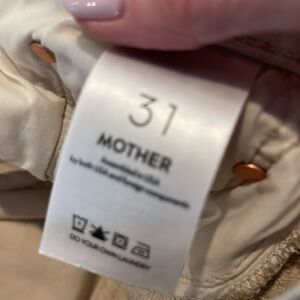 31
MOTHER
Assembled in USA
by both USA and foreign components
DO YOUR OWN LAUNDRY